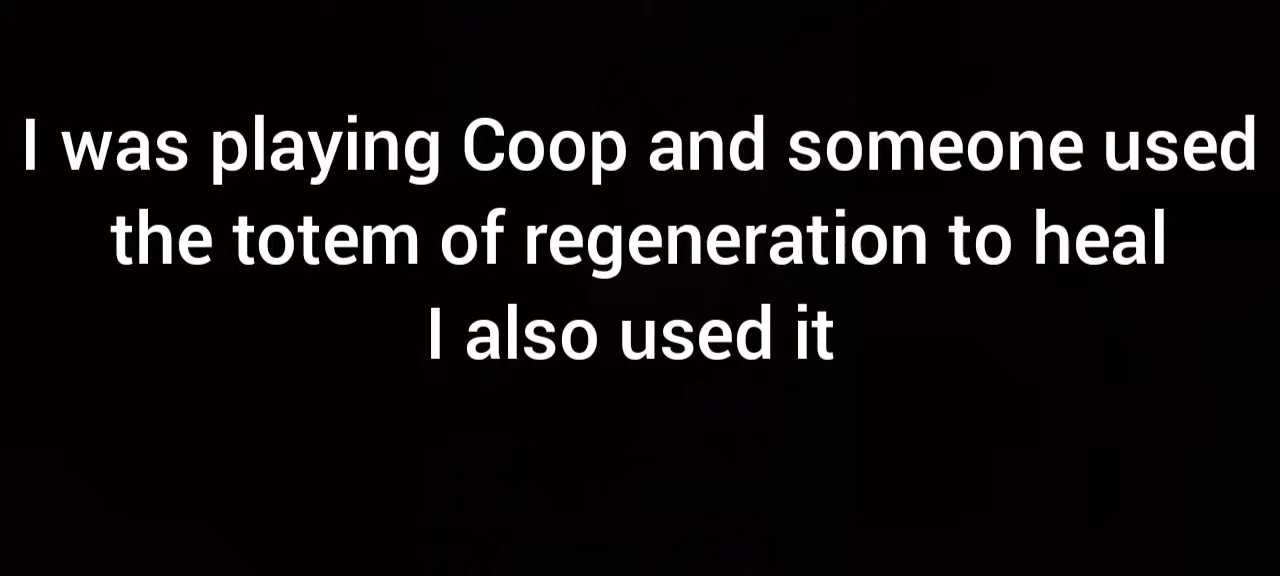 I was playing Coop and someone used
the totem of regeneration to heal
I also used it